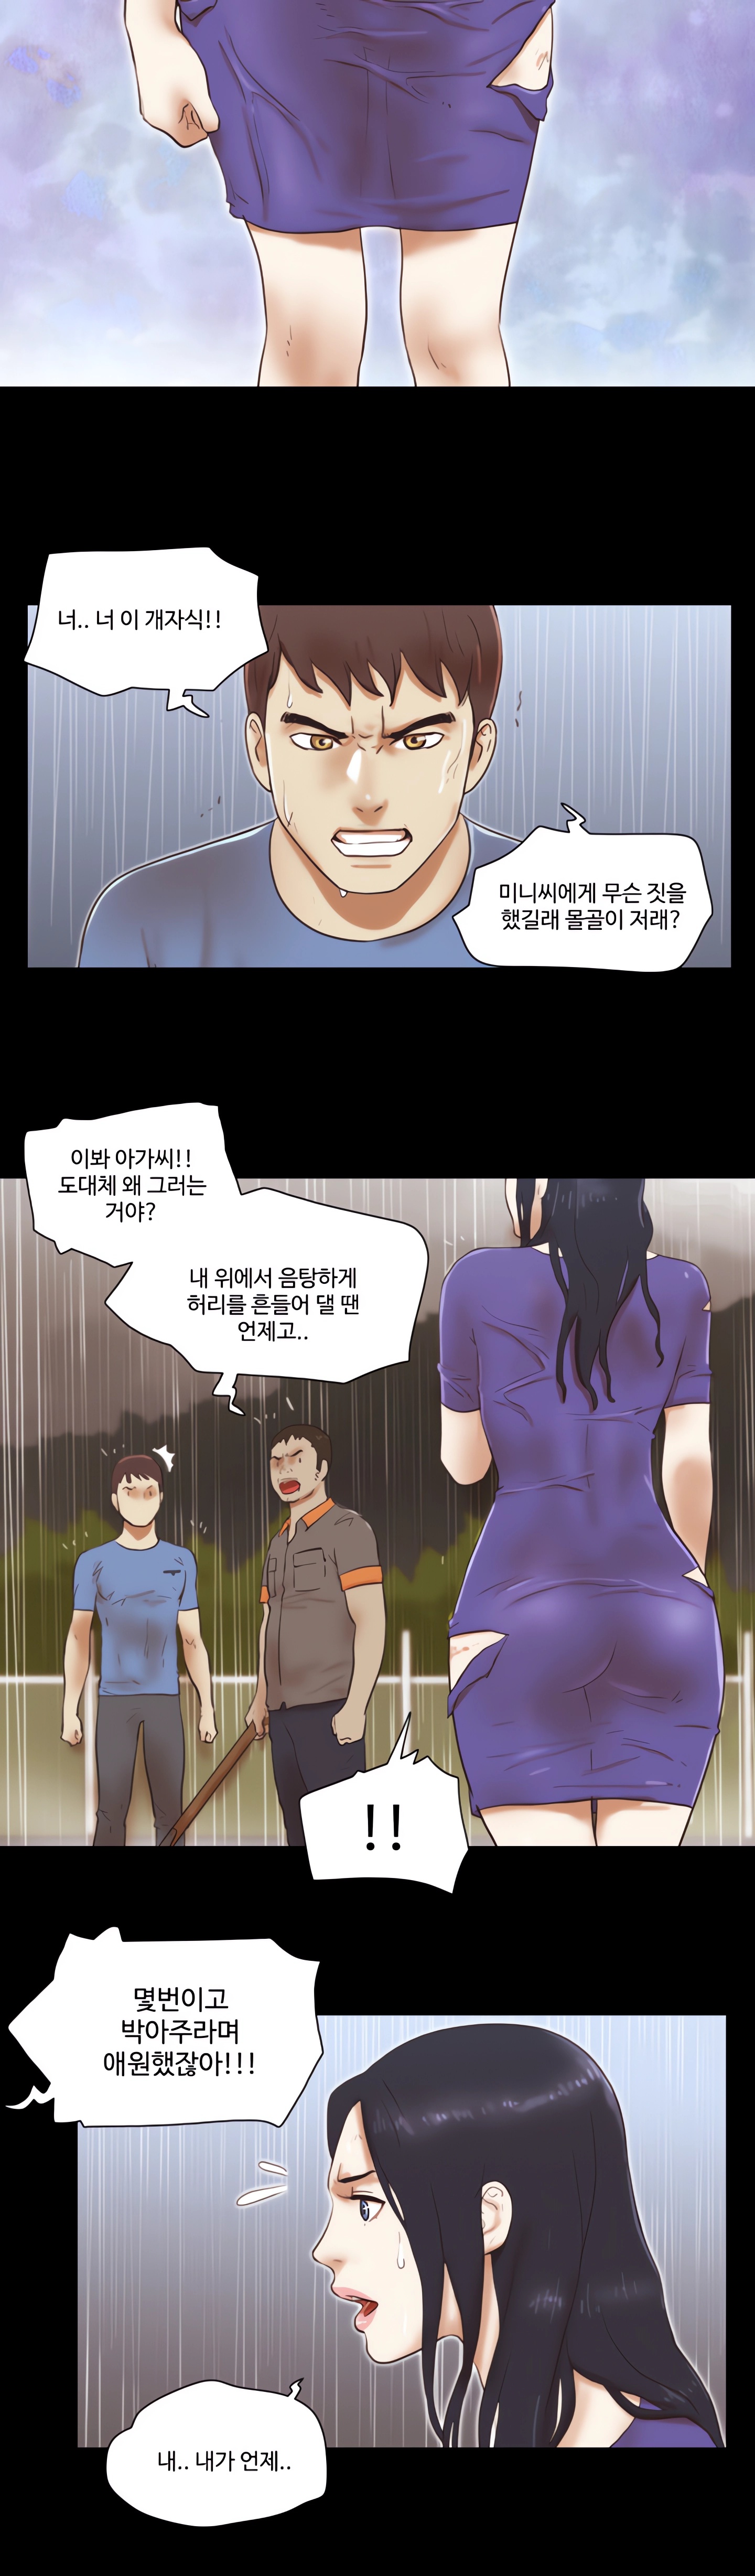 너.. 너 이 개자식!!
미니씨에게 무슨 짓을
했길래 몰골이 저래?
이봐 아가씨!!
도대체 왜 그러는
거야?
내 위에서 음탕하게
허리를 흔들어 댈 땐
언제고..
!!
몇번이고
박아주라며
애원했잖아!!!
내.. 내가 언제..